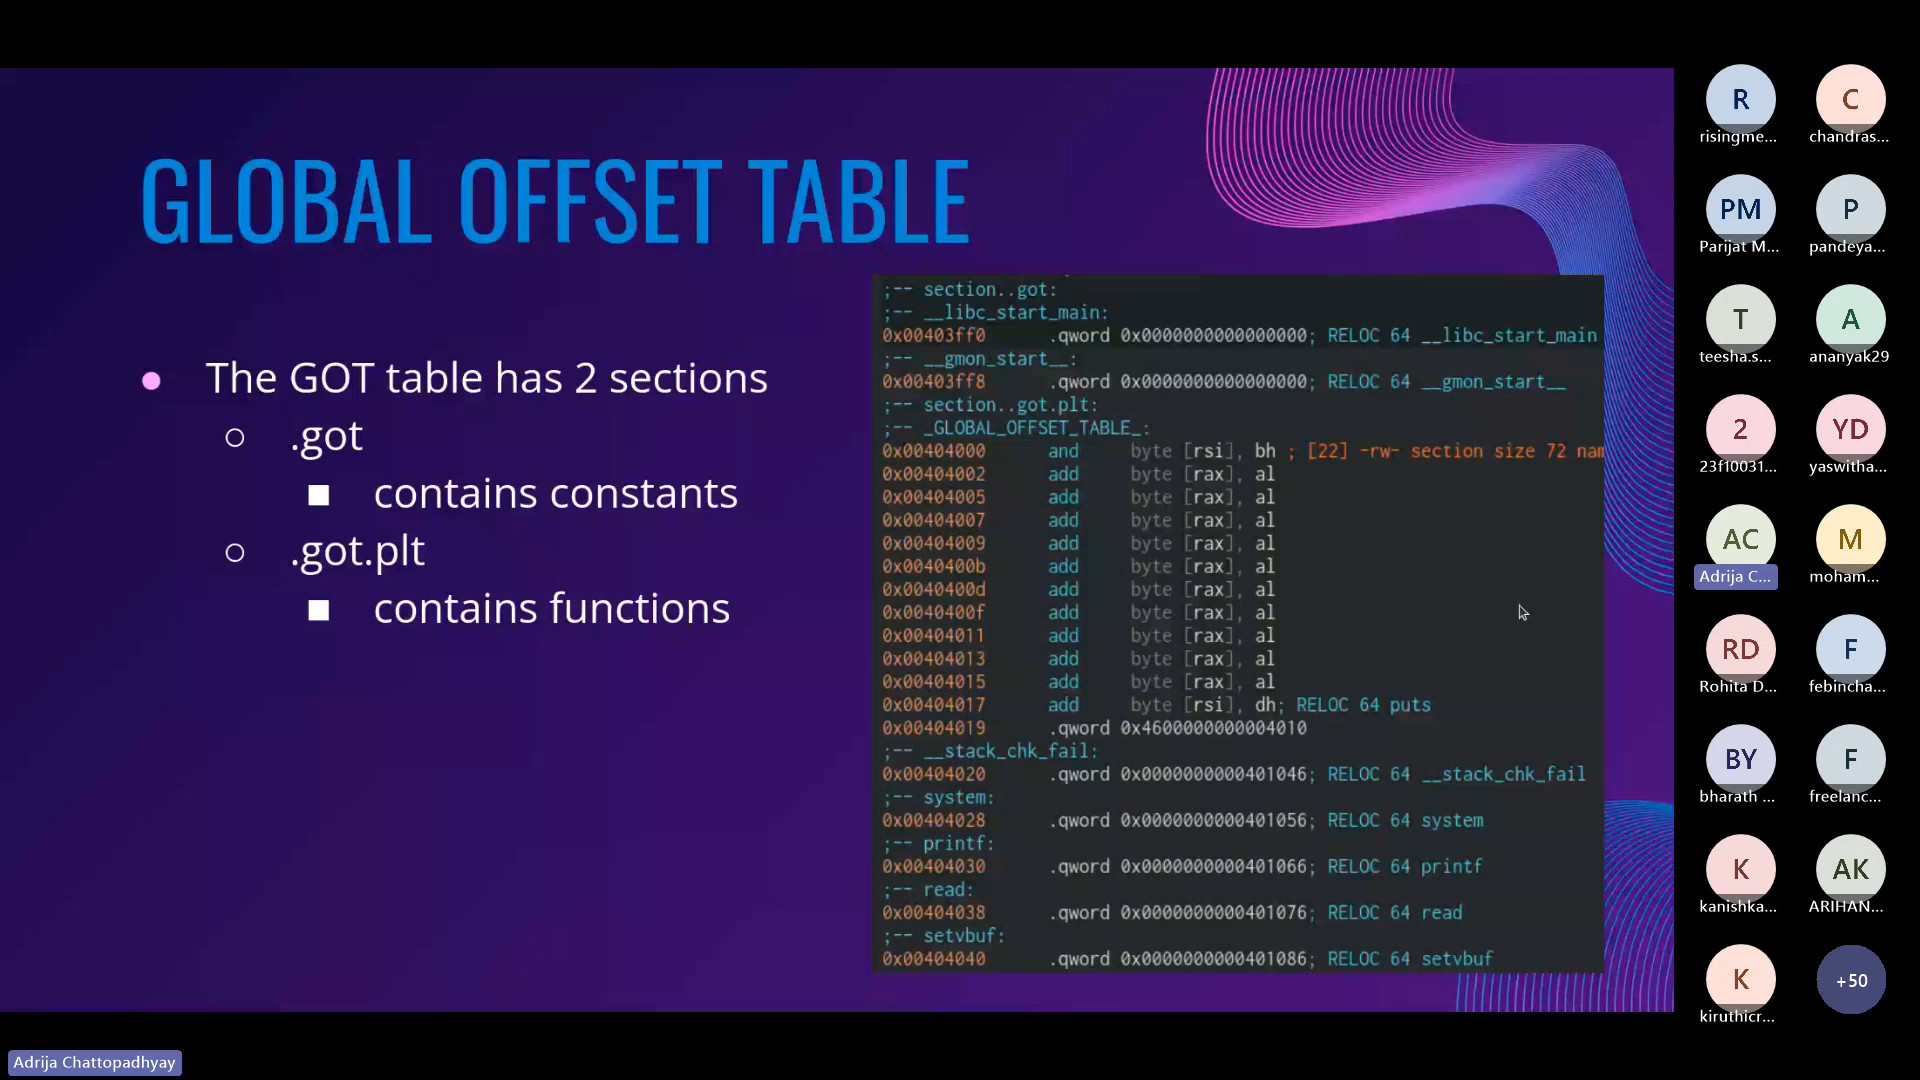 GLOBAL OFFSET TABLE
The GOT table has 2 sections
.got
contains constants
.got.plt
contains functions
;-- section..got:
;-- __libc_start_main:
0x00403ff0 .qword 0x0000000000000000; RELOC 64 __libc_start_main
;-- __gmon_start__:
0x00403ff8 .qword 0x0000000000000000; RELOC 64 __gmon_start__
;-- section..got.plt:
;-- _GLOBAL_OFFSET_TABLE_:
0x00404000 and byte [rsi], bh ; [22] -rw- section size 72 nam
0x00404002 add byte [rax], al
0x00404005 add byte [rax], al
0x00404007 add byte [rax], al
0x00404009 add byte [rax], al
0x0040400b add byte [rax], al
0x0040400d add byte [rax], al
0x0040400f add byte [rax], al
0x00404011 add byte [rax], al
0x00404013 add byte [rax], al
0x00404015 add byte [rax], al
0x00404017 add byte [rsi], dh; RELOC 64 puts
0x00404019 .qword 0x4600000000004010
;-- __stack_chk_fail:
0x00404020 .qword 0x0000000000401046; RELOC 64 __stack_chk_fail
;-- system:
0x00404028 .qword 0x0000000000401056; RELOC 64 system
;-- printf:
0x00404030 .qword 0x0000000000401066; RELOC 64 printf
;-- read:
0x00404038 .qword 0x0000000000401076; RELOC 64 read
;-- setvbuf:
0x00404040 .qword 0x0000000000401086; RELOC 64 setvbuf
R
risingme...
C
chandras...
PM
Parijat M...
P
pandeya...
T
teesha.s...
A
ananyak29
2
23f10031...
YD
yaswitha...
AC
Adrija C...
M
moham...
RD
Rohita D...
F
febincha...
BY
bharath ...
F
freelanc...
K
kanishka...
AK
ARIHAN...
K
kiruthicr...
+50
Adrija Chattopadhyay